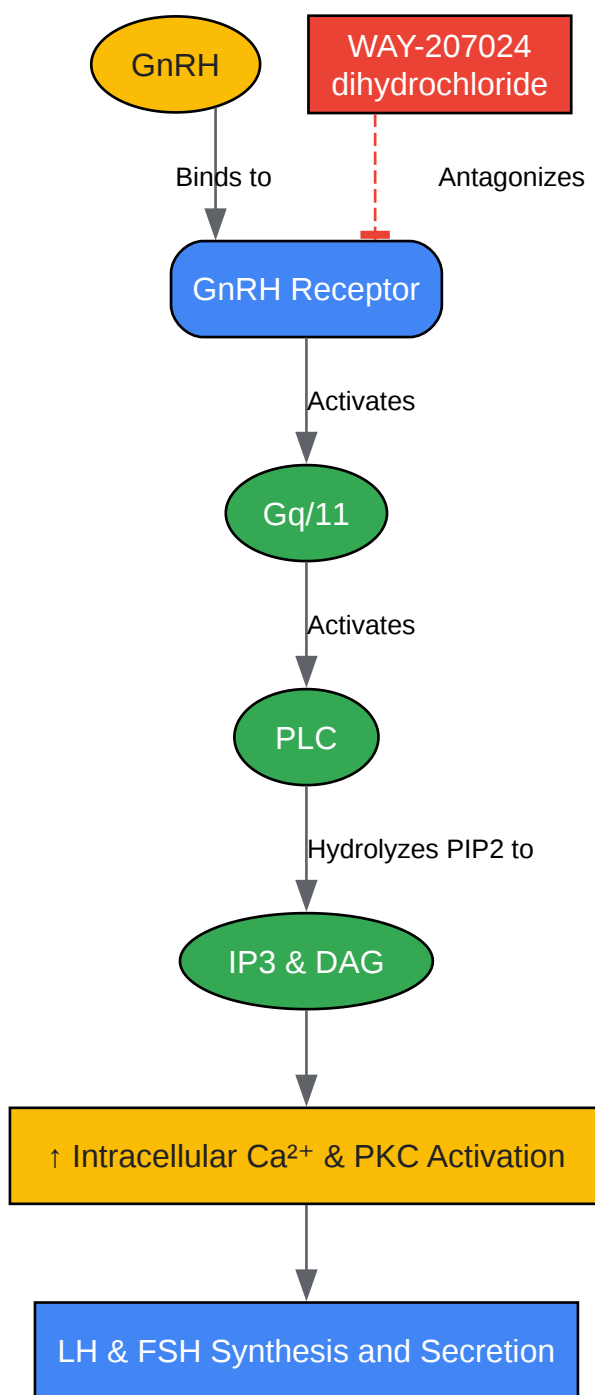 GnRH
WAY-207024
dihydrochloride
Binds to
Antagonizes
GnRH Receptor
Activates
Gq/11
Activates
PLC
Hydrolyzes PIP2 to
IP3 & DAG
↑ Intracellular Ca²⁺ & PKC Activation
LH & FSH Synthesis and Secretion